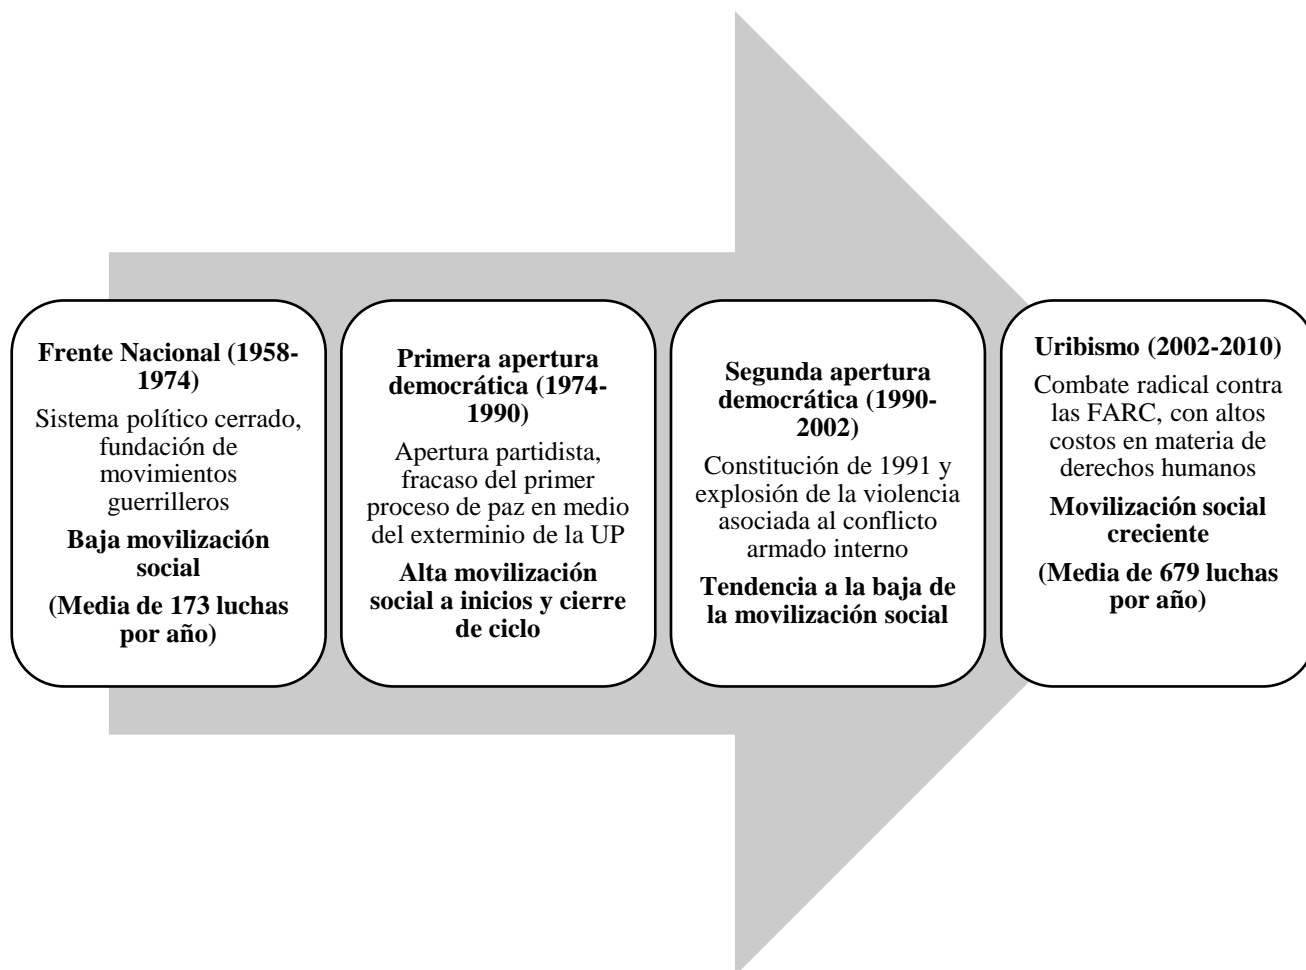 Frente Nacional (1958-
1974)
Sistema político cerrado,
fundación de
movimientos
guerrilleros
Baja movilización
social
(Media de 173 luchas
por año)
Primera apertura
democrática (1974-
1990)
Apertura partidista,
fracaso del primer
proceso de paz en medio
del exterminio de la UP
Alta movilización
social a inicios y cierre
de ciclo
Segunda apertura
democrática (1990-
2002)
Constitución de 1991 y
explosión de la violencia
asociada al conflicto
armado interno
Tendencia a la baja de
la movilización social
Uribismo (2002-2010)
Combate radical contra
las FARC, con altos
costos en materia de
derechos humanos
Movilización social
creciente
(Media de 679 luchas
por año)